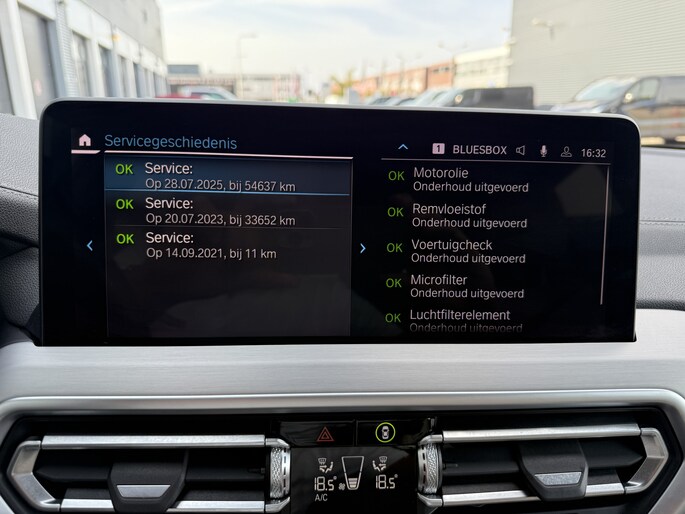 Servicegeschiedenis
1 BLUESBOX 16:32
OK Service:
Op 28.07.2025, bij 54637 km
OK Service:
Op 20.07.2023, bij 33652 km
OK Service:
Op 14.09.2021, bij 11 km
OK Motorolie
Onderhoud uitgevoerd
OK Remvloeistof
Onderhoud uitgevoerd
OK Voertuigcheck
Onderhoud uitgevoerd
OK Microfilter
Onderhoud uitgevoerd
OK Luchtfilterelement
Onderhoud uitgevoerd
18.5° 18.5°
A/C